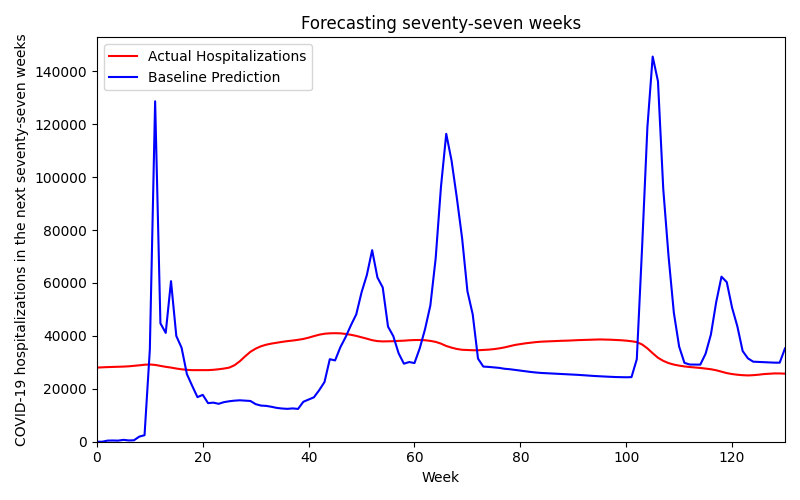 Forecasting seventy-seven weeks
COVID-19 hospitalizations in the next seventy-seven weeks
Actual Hospitalizations
Baseline Prediction
140000
120000
100000
80000
60000
40000
20000
0
0 20 40 60 80 100 120
Week